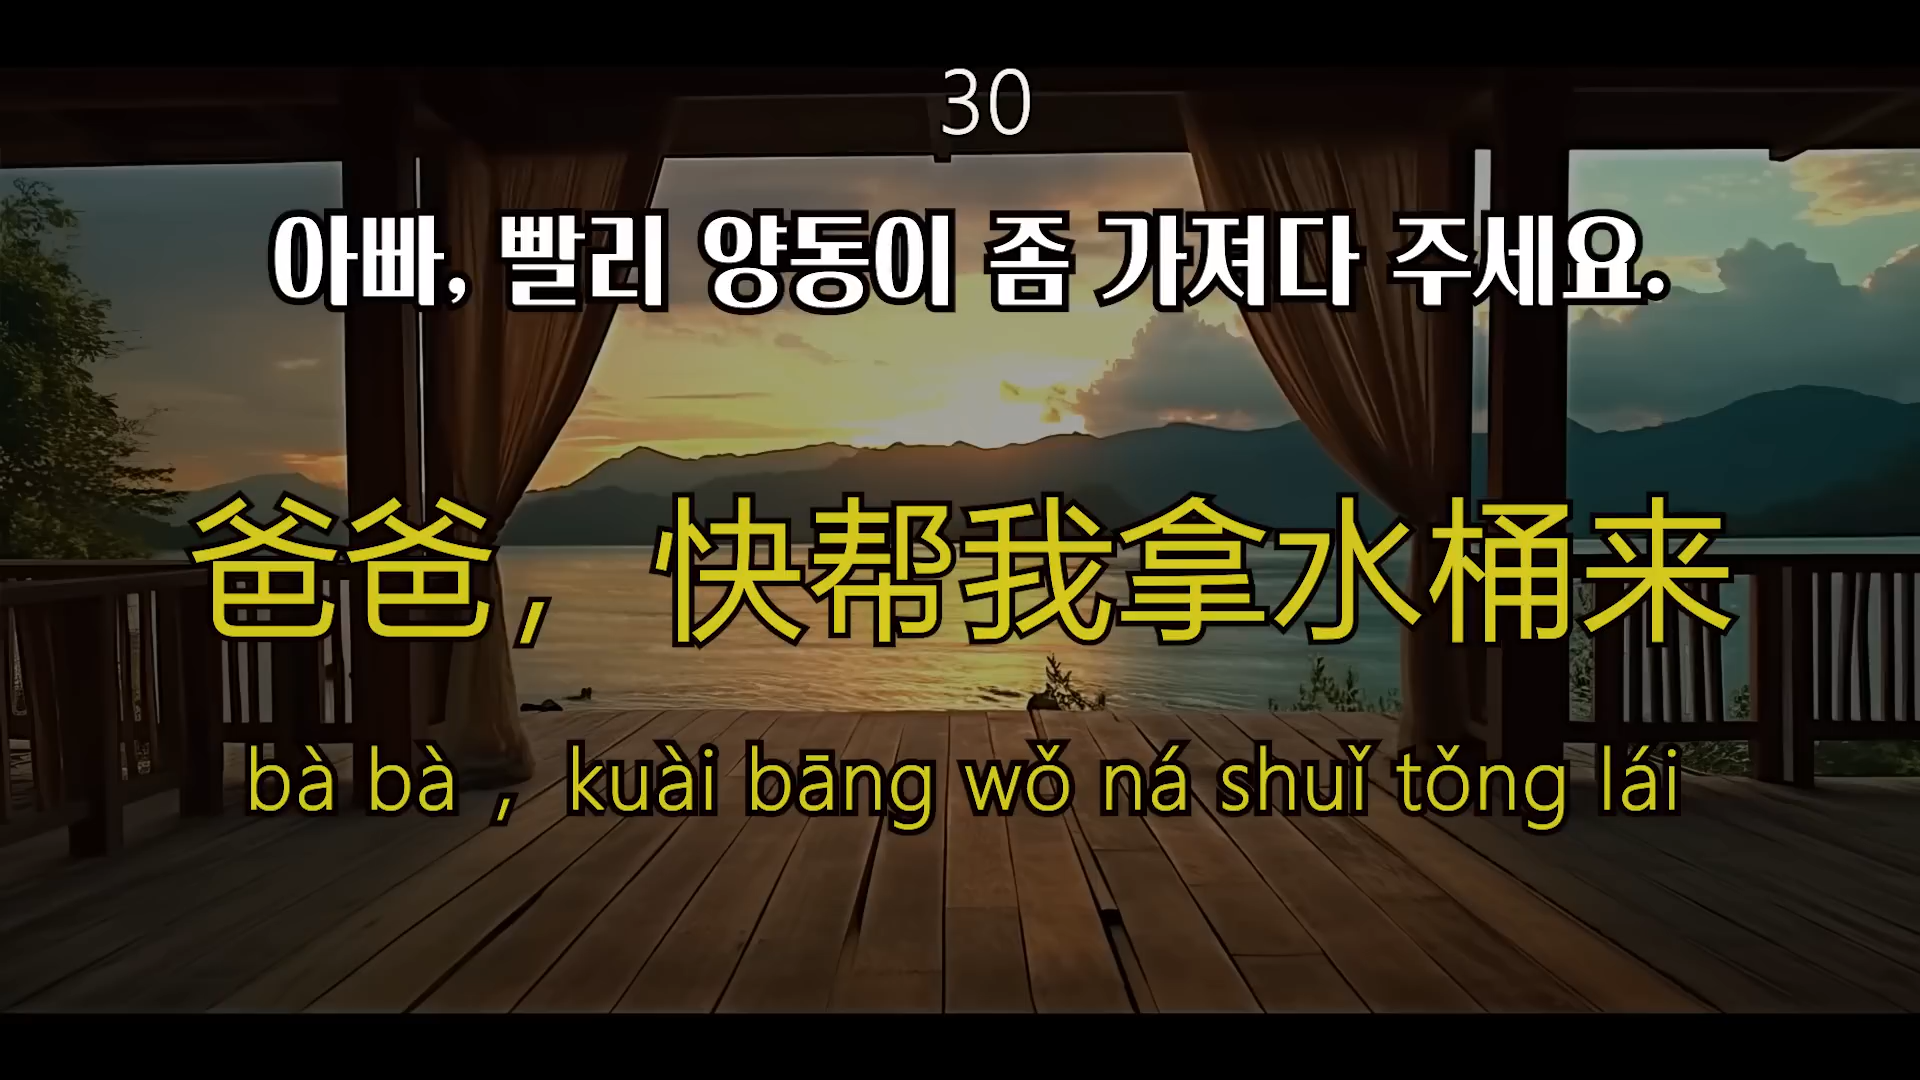 30
아빠, 빨리 양동이 좀 가져다 주세요.
爸爸，快帮我拿水桶来
bà bà , kuài bāng wǒ ná shuǐ tǒng lái